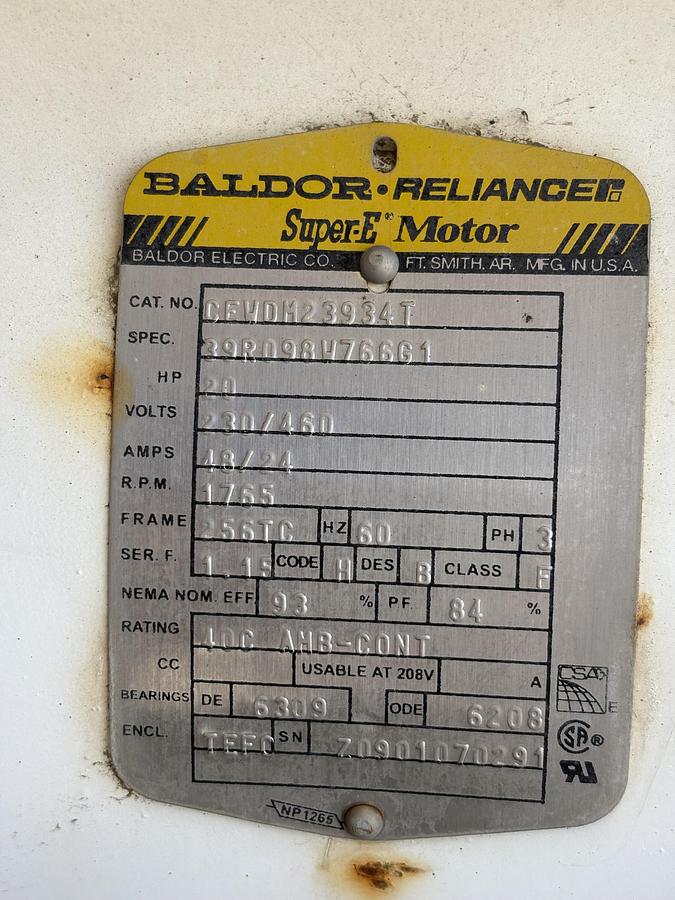 BALDOR • RELIANCER
Super-E® Motor
BALDOR ELECTRIC CO. FT. SMITH. AR. MFG. IN U.S.A.
CAT. NO. CEWDM23934T
SPEC. 39R098W766G1
HP 20
VOLTS 230/460
AMPS 48/24
R.P.M. 1765
FRAME 256TC HZ 60 PH 3
SER. F. 1.15 CODE H DES B CLASS F
NEMA NOM. EFF 93 % P.F. 84 %
RATING 40C AMB-CONT
CC USABLE AT 208V A
BEARINGS DE 6309 ODE 6208
ENCL. TEFC SN Z0901070291
NP1265
CSA E
SA®